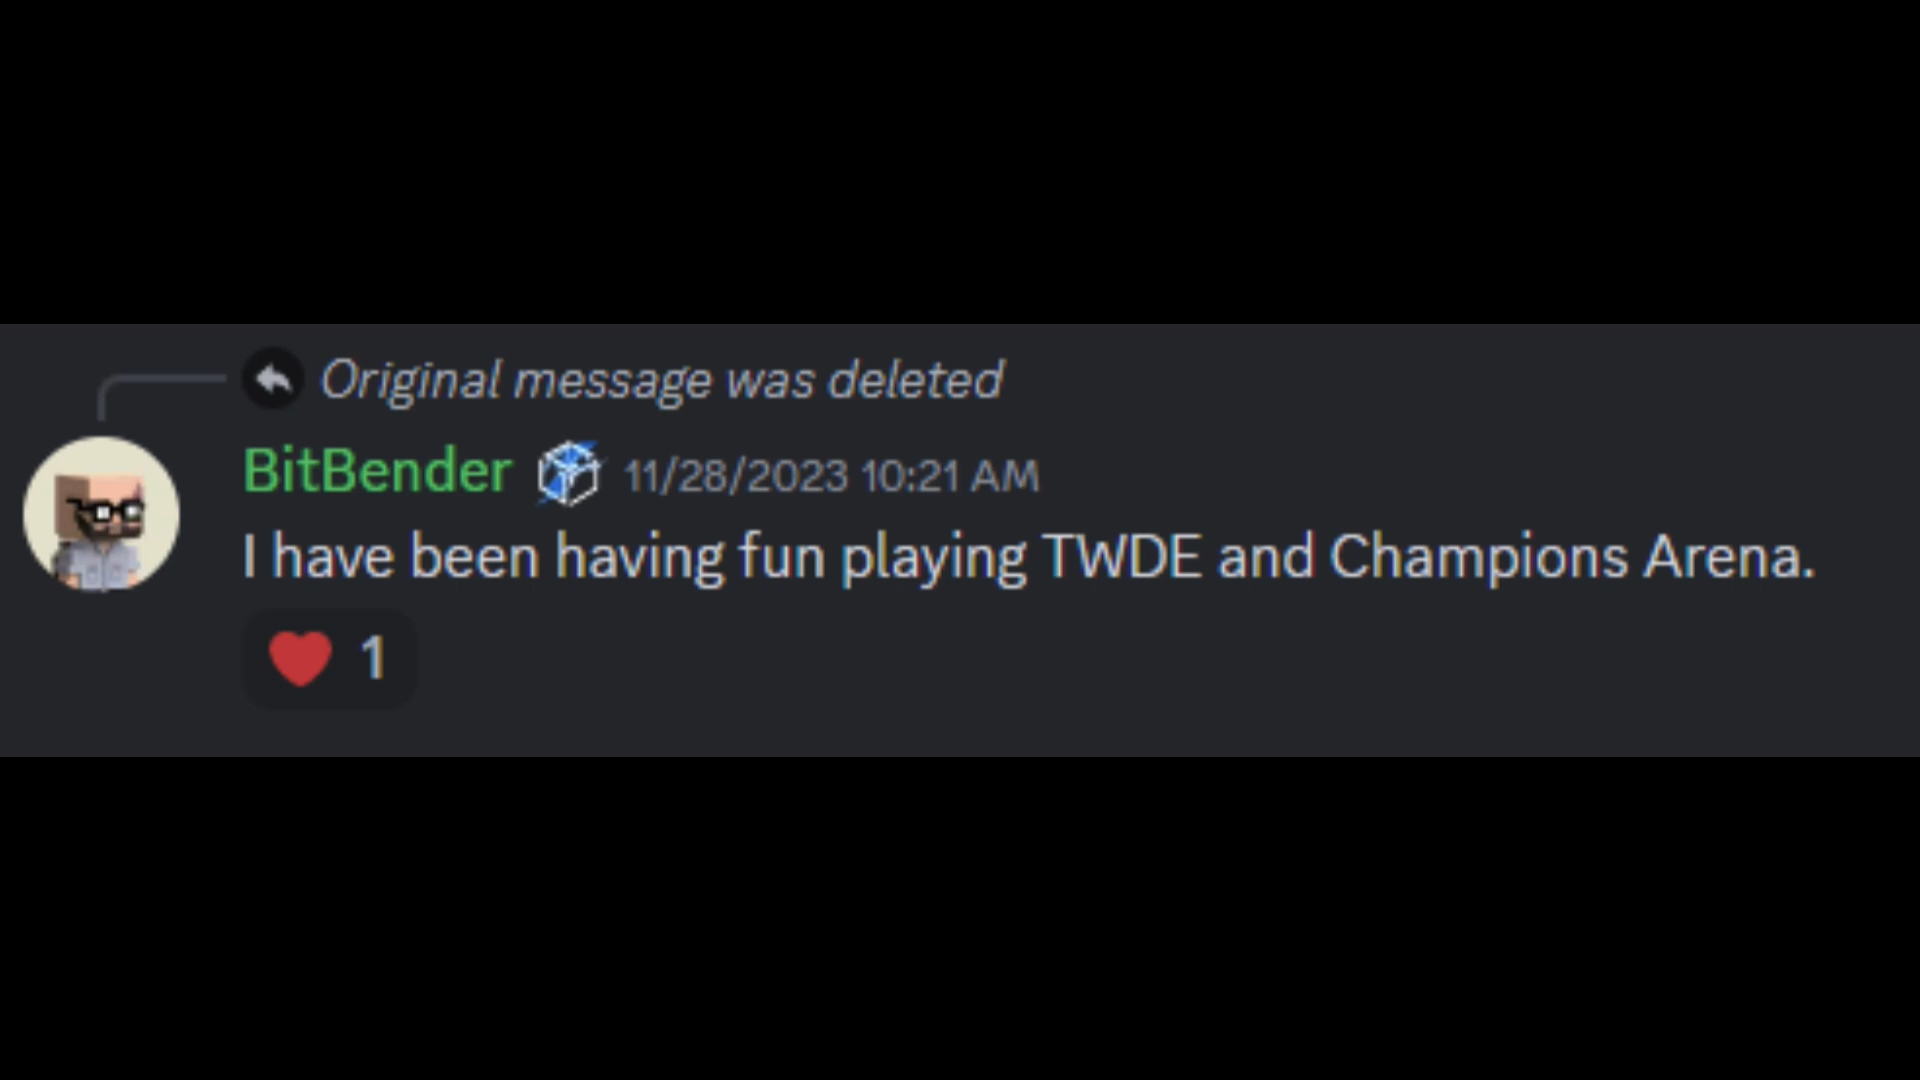 Original message was deleted
BitBender 11/28/2023 10:21 AM
I have been having fun playing TWDE and Champions Arena.
1